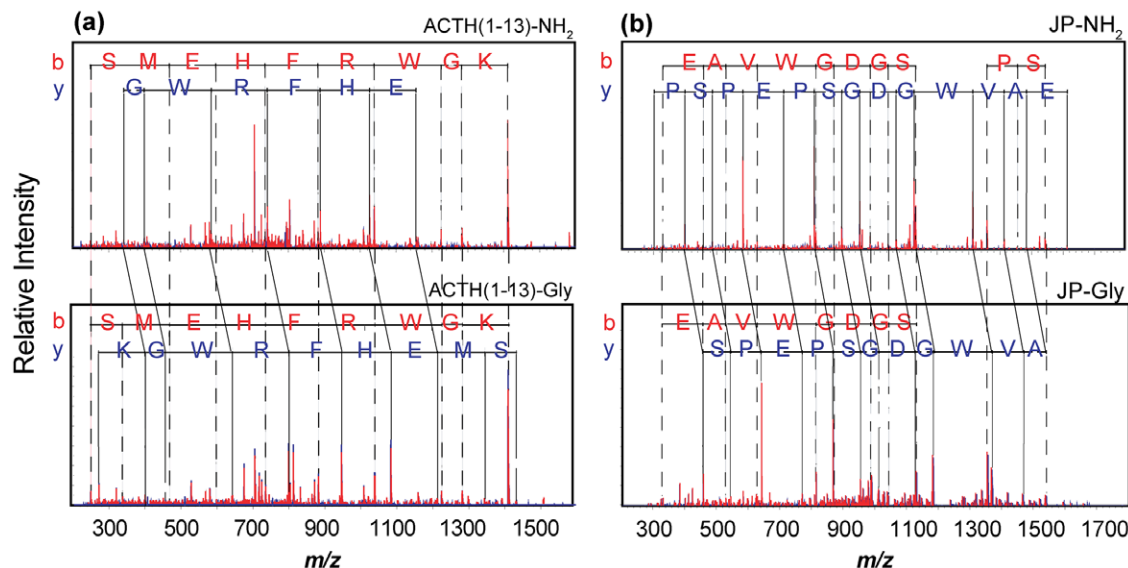 (a)
ACTH(1-13)-NH2
b S M E H F R W G K
y G W R F H E
ACTH(1-13)-Gly
b S M E H F R W G K
y K G W R F H E M S
300 500 700 900 1100 1300 1500
m/z
Relative Intensity
(b)
JP-NH2
b E A V W G D G S P S
y P S P E P S G D G W V A E
JP-Gly
b E A V W G D G S
y S P E P S G D G W V A
300 500 700 900 1100 1300 1500 1700
m/z